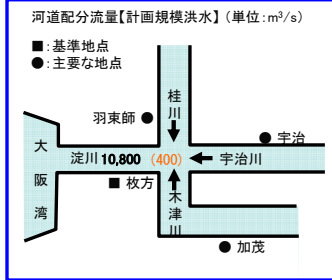 河道配分流量【計画規模洪水】(単位:m³/s)
■:基準地点
●:主要な地点
桂川
羽束師●
●宇治
大阪湾
淀川 10,800 (400)
宇治川
■枚方
木津川
●加茂